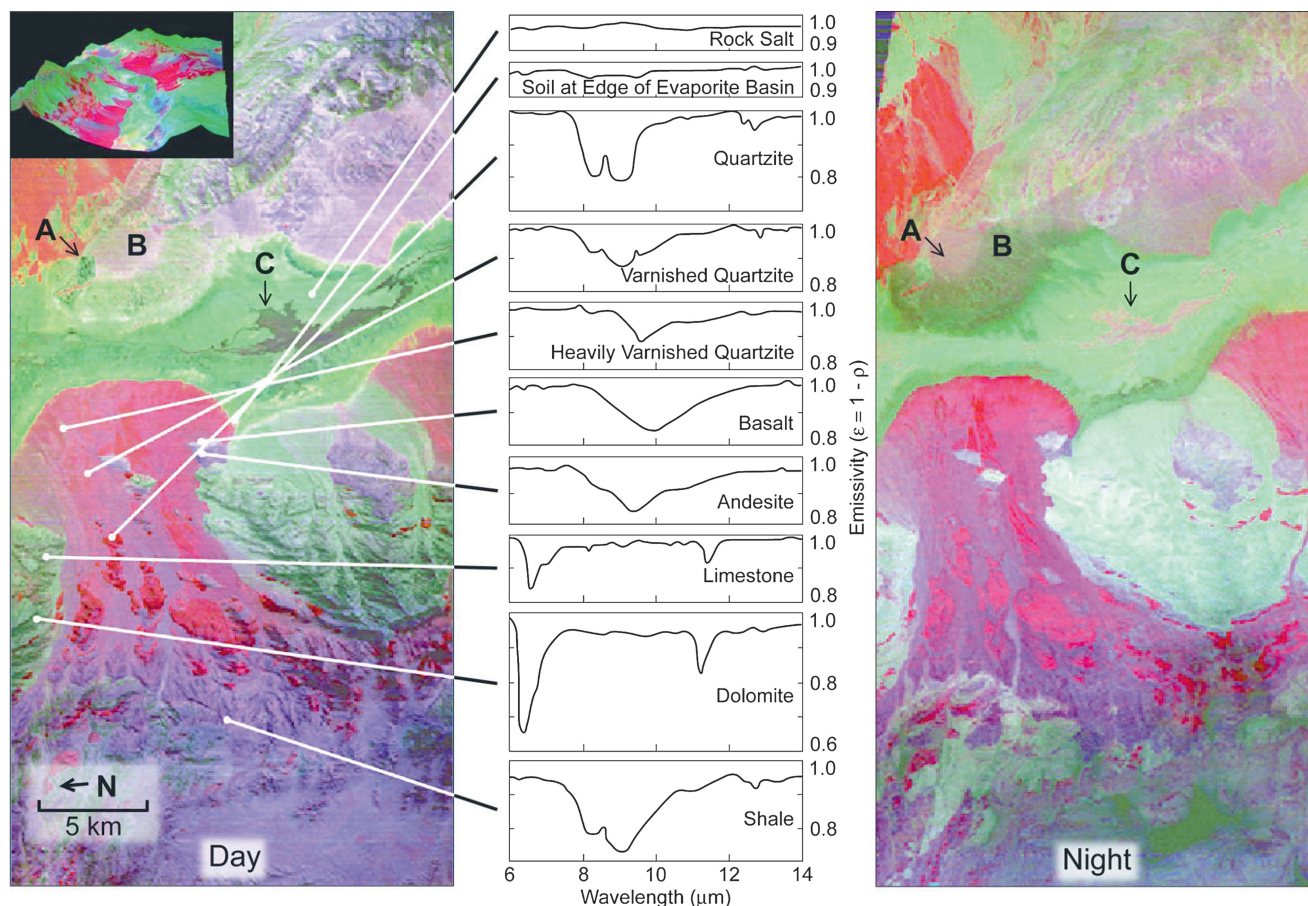 A
B
C
N
5 km
Day
1.0
Rock Salt
0.9
1.0
Soil at Edge of Evaporite Basin
0.9
1.0
Quartzite
0.8
1.0
Varnished Quartzite
0.8
1.0
Heavily Varnished Quartzite
0.8
1.0
Basalt
0.8
1.0
Andesite
0.8
1.0
Limestone
0.8
1.0
0.8
Dolomite
0.6
1.0
Shale
0.8
6 8 10 12 14
Wavelength (μm)
Emissivity (ε = 1 - ρ)
A
B
C
Night